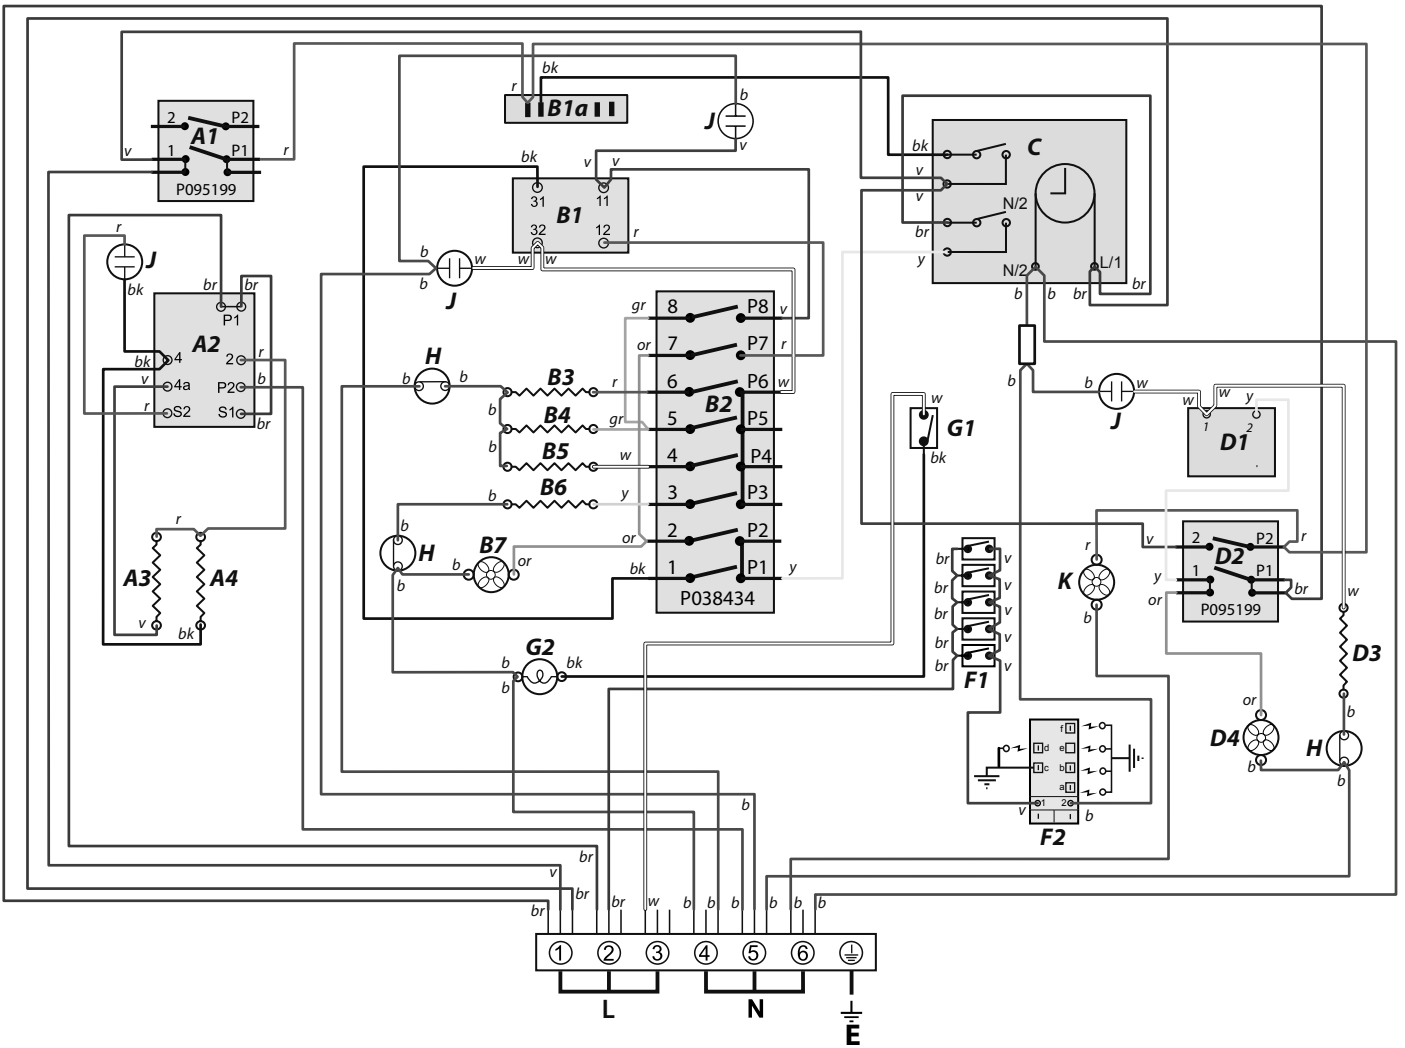 bk
b
r
B1a
2 P2
A1
J
v 1 P1 r
P095199
v
bk
v v
31 11
B1
32 12 r
bk C
v
v
N/2
br
y
N/2 L/1
b b br br
r
J
bk br br
P1
A2
bk 4 2 r
v 4a P2 b
r S2 S1
br
b w w w
b
J
gr 8 P8 v
or 7 P7 r
H
b b B3 r 6 P6 w
B2
b B4 gr 5 P5
b B5 w 4 P4
b B6 y 3 P3
or 2 P2
bk 1 P1 y
P038434
b
H B7
b or
b
w
G1
bk
b b w w w y
J
1 2
D1
r
A3 A4
v bk
br v
br v
br v
br v
br v
F1
r
K
b
v 2 P2 r
D2
y 1 P1 br
or
P095199
w
D3
b
or
D4 H
b b
G2
b bk
b
f
d e
c b
a
1 2
v b
F2
b
br
v
br br w b b b b b b
br
1 2 3 4 5 6
L N
E